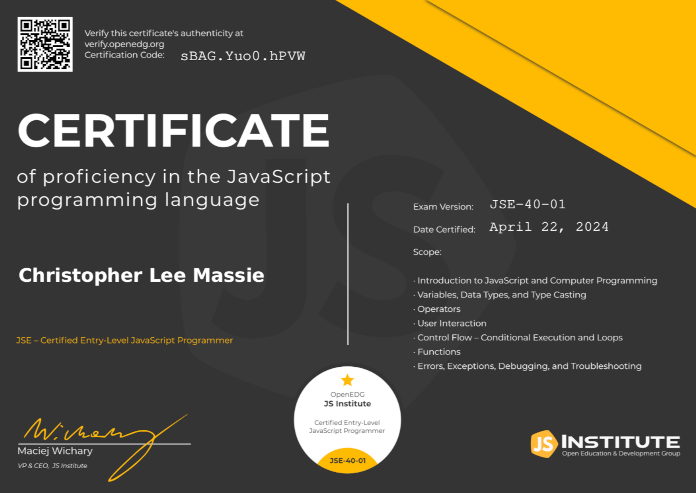 Verify this certificate's authenticity at
verify.openedg.org
Certification Code: sBAG.Yuo0.hPVW
CERTIFICATE
of proficiency in the JavaScript
programming language
Christopher Lee Massie
JSE – Certified Entry-Level JavaScript Programmer
Exam Version: JSE-40-01
Date Certified: April 22, 2024
Scope:
· Introduction to JavaScript and Computer Programming
· Variables, Data Types, and Type Casting
· Operators
· User Interaction
· Control Flow – Conditional Execution and Loops
· Functions
· Errors, Exceptions, Debugging, and Troubleshooting
JS
OpenEDG
JS Institute
Certified Entry-Level
JavaScript Programmer
JSE-40-01
W.Wichary
Maciej Wichary
VP & CEO, JS Institute
JS INSTITUTE
Open Education & Development Group